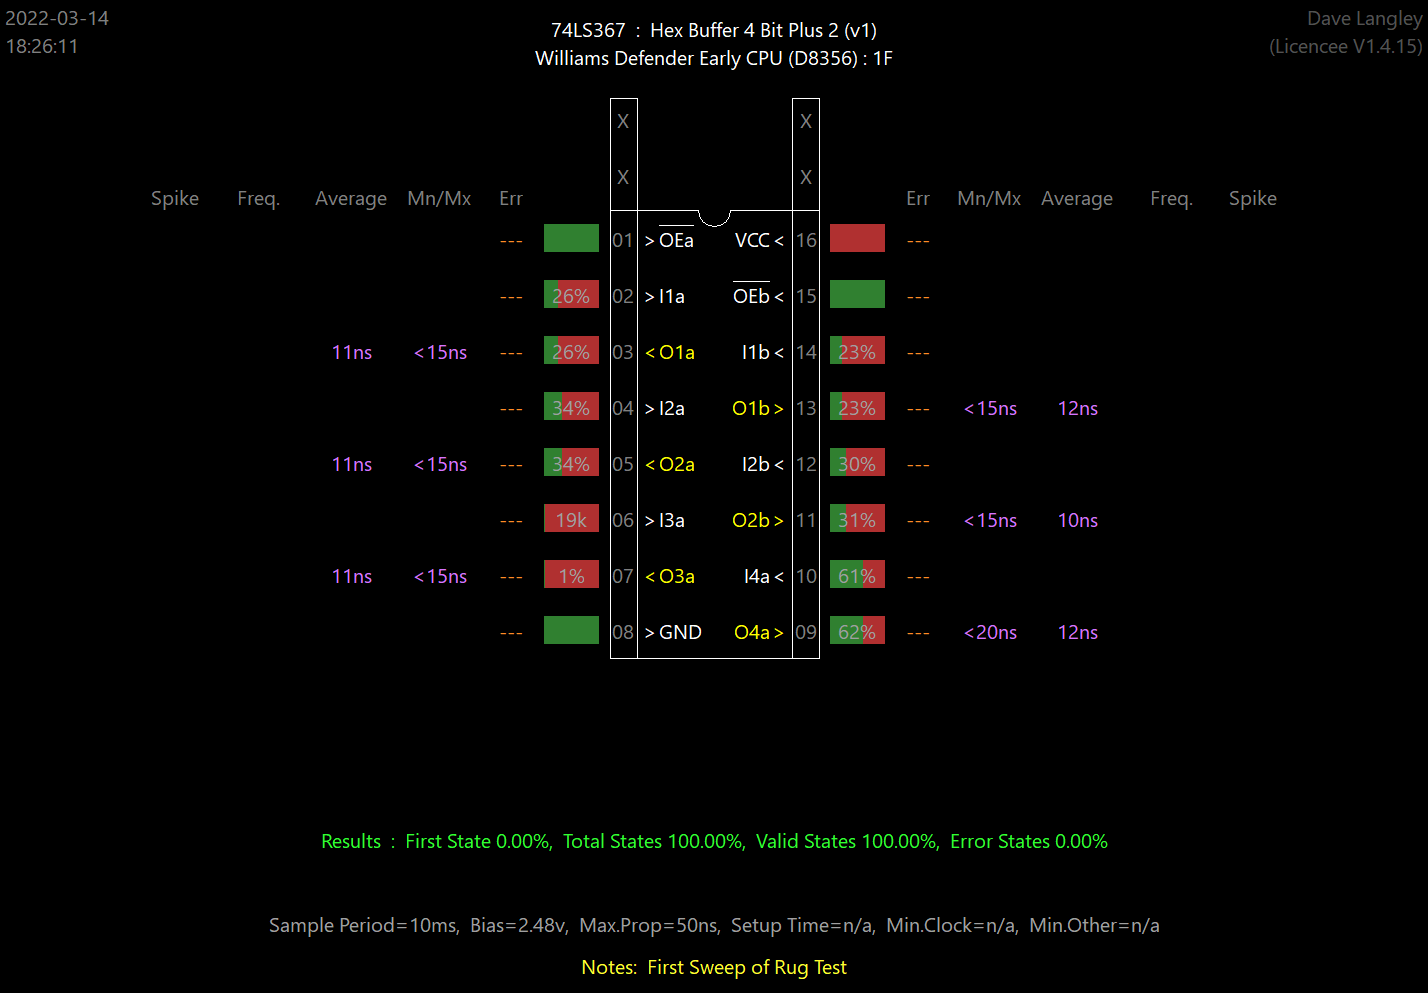 2022-03-14
18:26:11
74LS367 : Hex Buffer 4 Bit Plus 2 (v1)
Williams Defender Early CPU (D8356) : 1F
Dave Langley
(Licencee V1.4.15)
X X
X X
Spike Freq. Average Mn/Mx Err Err Mn/Mx Average Freq. Spike
--- 01 >OEa VCC< 16 ---
--- 26% 02 >I1a OEb< 15 ---
11ns <15ns --- 26% 03 <O1a I1b< 14 23% ---
--- 34% 04 >I2a O1b> 13 23% --- <15ns 12ns
11ns <15ns --- 34% 05 <O2a I2b< 12 30% ---
--- 19k 06 >I3a O2b> 11 31% --- <15ns 10ns
11ns <15ns --- 1% 07 <O3a I4a< 10 61% ---
--- 08 >GND O4a> 09 62% --- <20ns 12ns
Results : First State 0.00%, Total States 100.00%, Valid States 100.00%, Error States 0.00%
Sample Period=10ms, Bias=2.48v, Max.Prop=50ns, Setup Time=n/a, Min.Clock=n/a, Min.Other=n/a
Notes: First Sweep of Rug Test